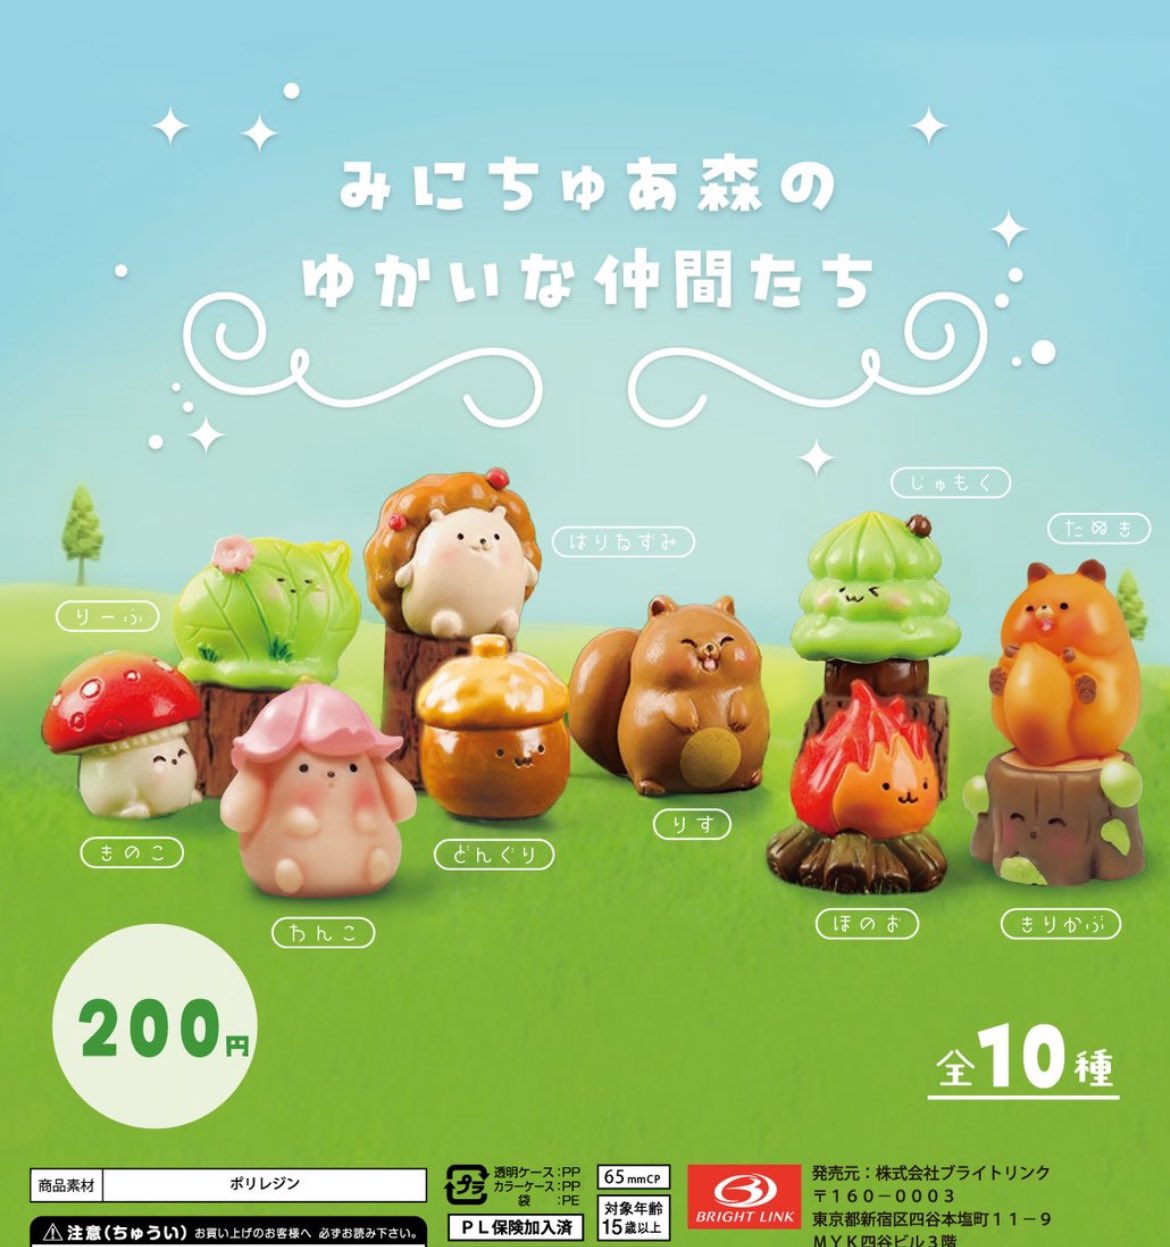 みにちゅあ森の
ゆかいな仲間たち
じゅもく
たぬき
はりねずみ
りーふ
りす
きのこ
どんぐり
ほのお
きりかぶ
わんこ
200円
全10種
商品素材 ポリレジン
注意(ちゅうい) お買い上げのお客様へ 必ずお読み下さい。
プラ
透明ケース:PP
カラーケース:PP
袋 :PE
PL保険加入済
65mmCP
対象年齢
15歳以上
BRIGHT LINK
発売元:株式会社ブライトリンク
〒160-0003
東京都新宿区四谷本塩町11-9
MYK四谷ビル3階